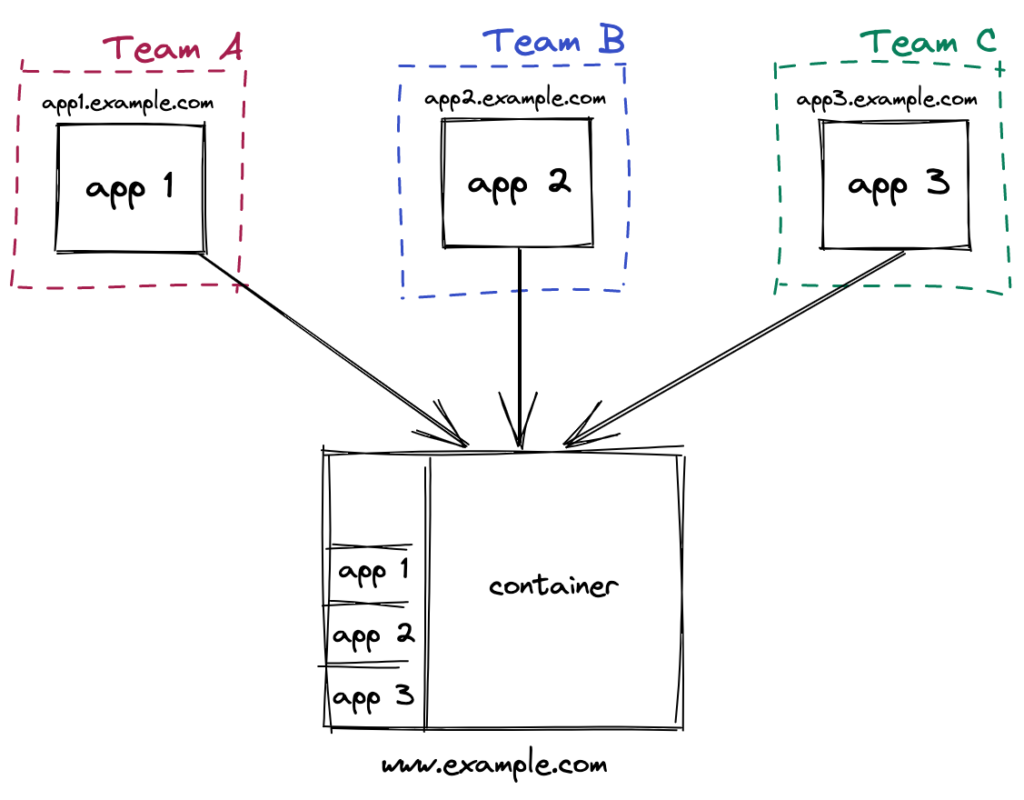 Team A
Team B
Team C
app1.example.com
app2.example.com
app3.example.com
app 1
app 2
app 3
app 1
app 2
app 3
container
www.example.com